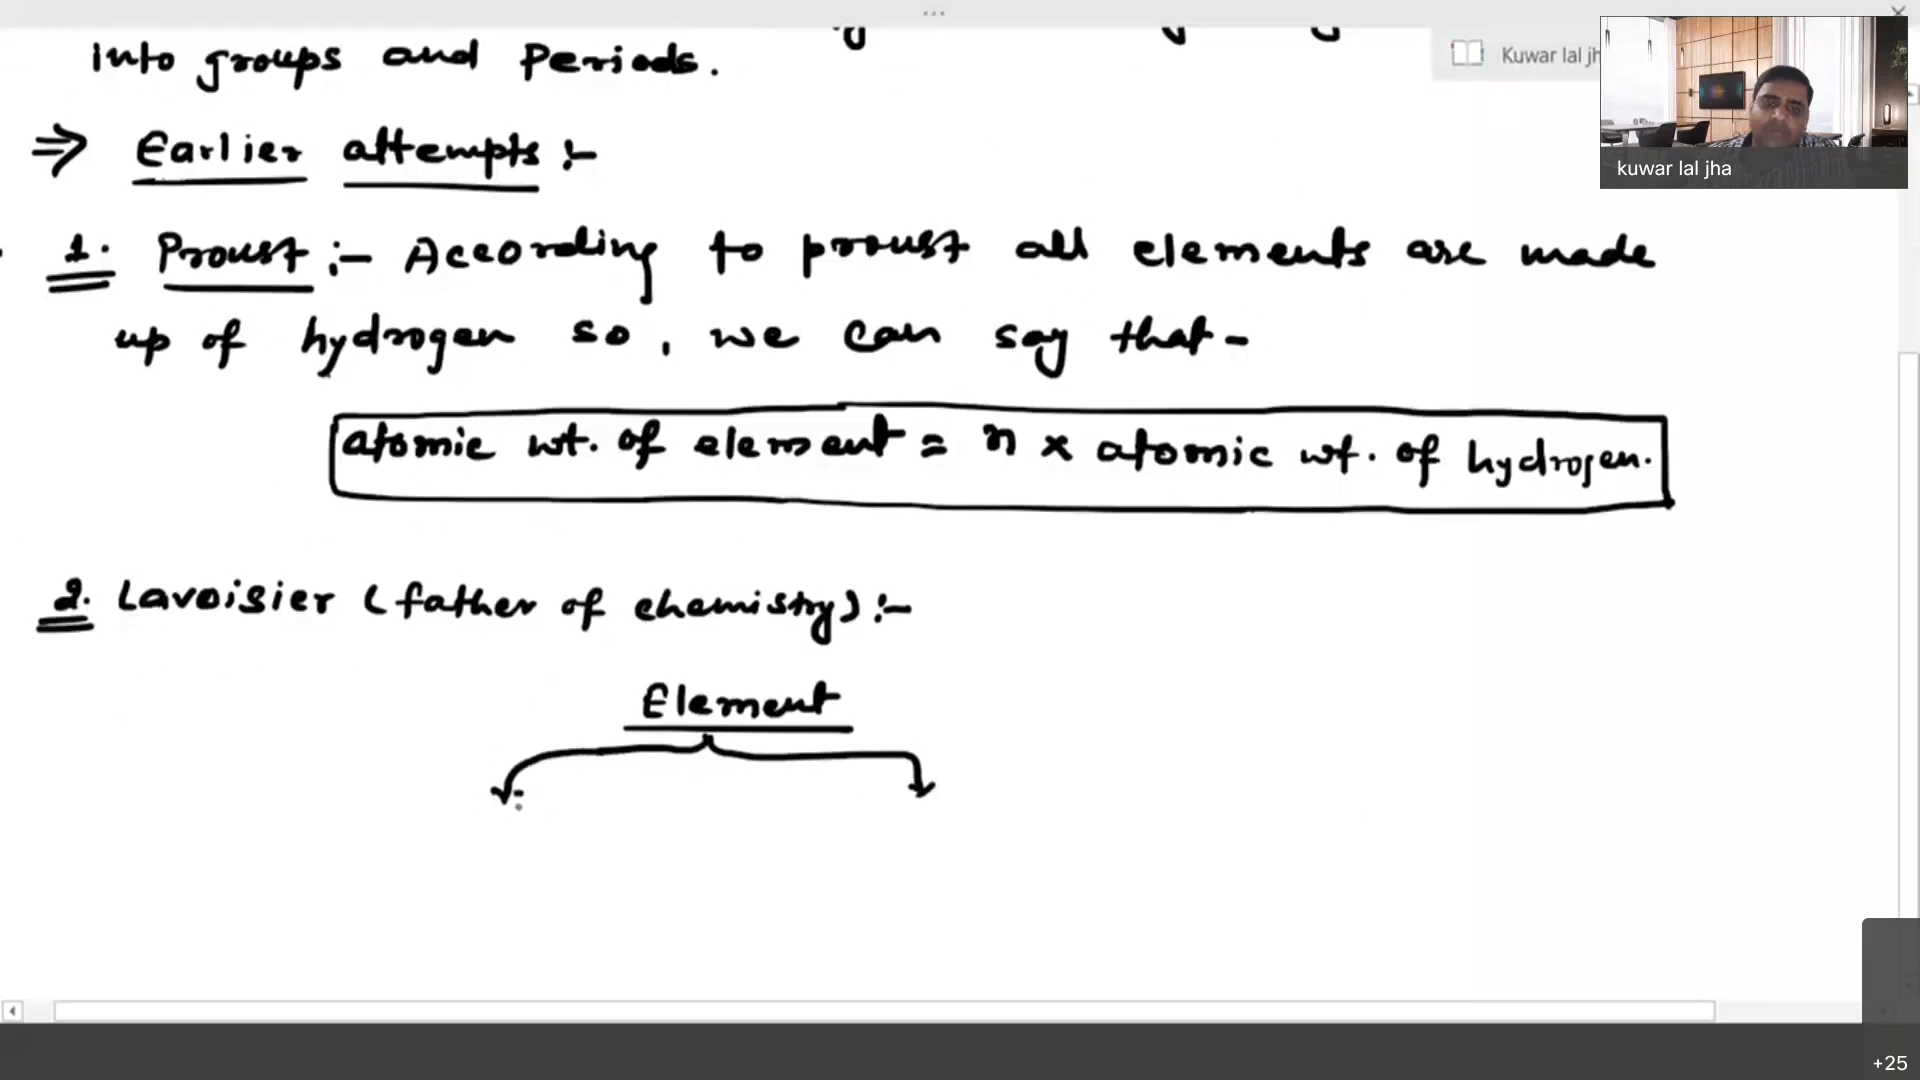 into groups and Periods.
Kuwar lal jh
kuwar lal jha
⇒ Earlier attempts :-
1. Proust :- According to proust all elements are made
up of hydrogen so, we can say that -
atomic wt. of element = n × atomic wt. of hydrogen.
2. Lavoisier (father of chemistry) :-
Element
+25